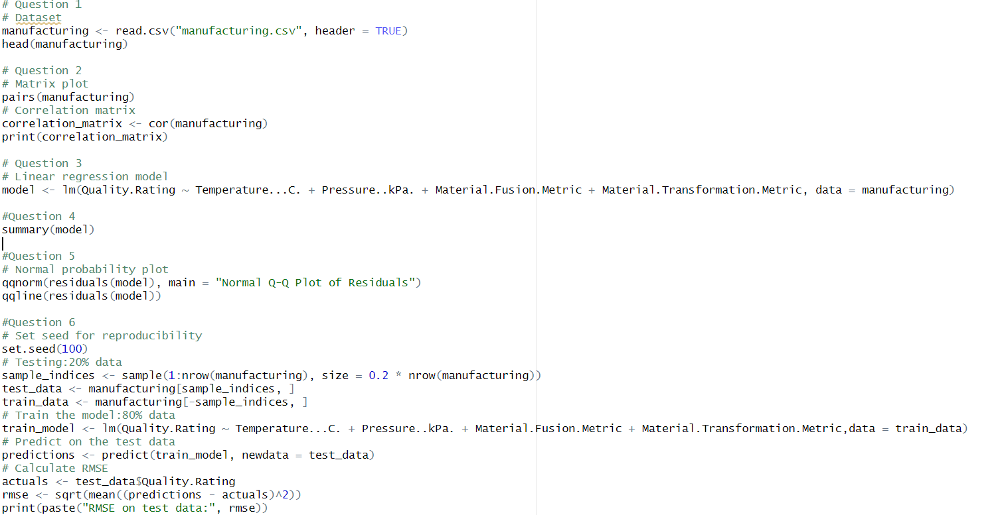 # Question 1
# Dataset
manufacturing <- read.csv("manufacturing.csv", header = TRUE)
head(manufacturing)
# Question 2
# Matrix plot
pairs(manufacturing)
# Correlation matrix
correlation_matrix <- cor(manufacturing)
print(correlation_matrix)
# Question 3
# Linear regression model
model <- lm(Quality.Rating ~ Temperature...C. + Pressure..kPa. + Material.Fusion.Metric + Material.Transformation.Metric, data = manufacturing)
#Question 4
summary(model)
#Question 5
# Normal probability plot
qqnorm(residuals(model), main = "Normal Q-Q Plot of Residuals")
qqline(residuals(model))
#Question 6
# Set seed for reproducibility
set.seed(100)
# Testing:20% data
sample_indices <- sample(1:nrow(manufacturing), size = 0.2 * nrow(manufacturing))
test_data <- manufacturing[sample_indices, ]
train_data <- manufacturing[-sample_indices, ]
# Train the model:80% data
train_model <- lm(Quality.Rating ~ Temperature...C. + Pressure..kPa. + Material.Fusion.Metric + Material.Transformation.Metric,data = train_data)
# Predict on the test data
predictions <- predict(train_model, newdata = test_data)
# Calculate RMSE
actuals <- test_data$Quality.Rating
rmse <- sqrt(mean((predictions - actuals)^2))
print(paste("RMSE on test data:", rmse))